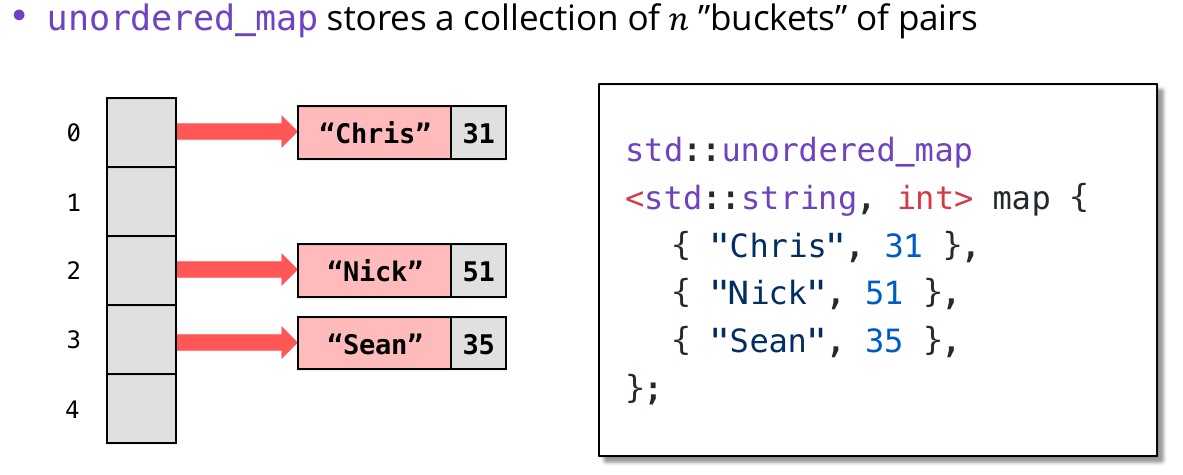 • unordered_map stores a collection of n ”buckets” of pairs
0
“Chris” 31
1
2
“Nick” 51
3
“Sean” 35
4
std::unordered_map
<std::string, int> map {
{ "Chris", 31 },
{ "Nick", 51 },
{ "Sean", 35 },
};